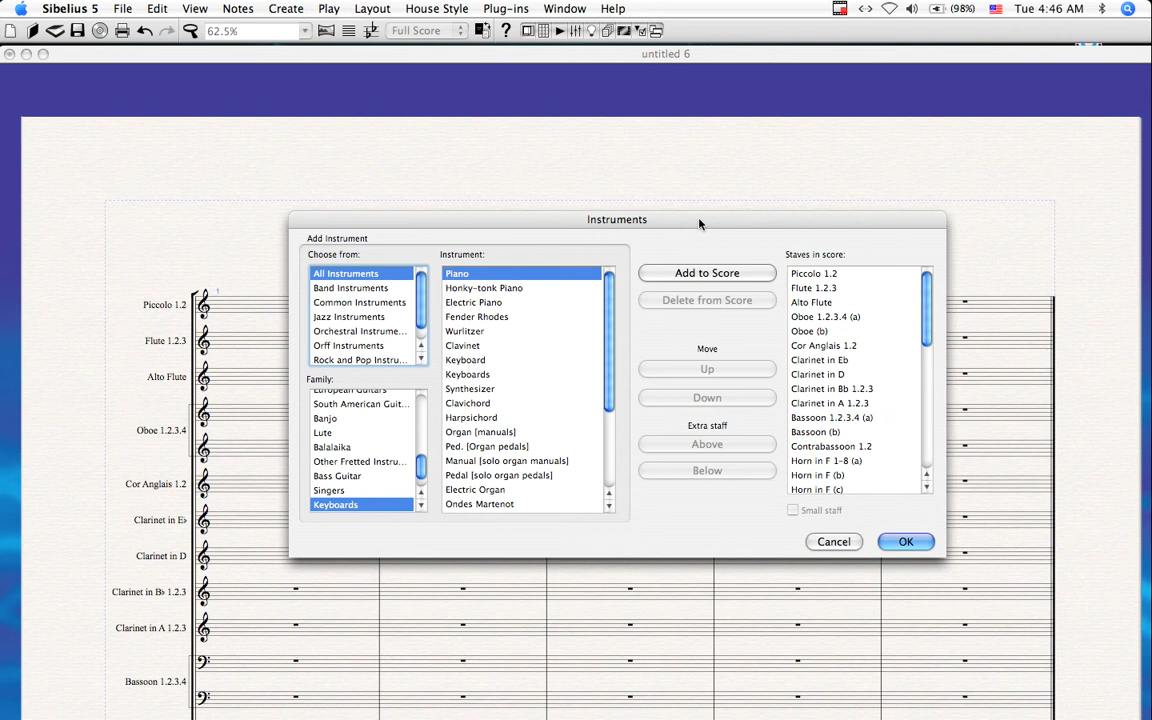 Sibelius 5 File Edit View Notes Create Play Layout House Style Plug-ins Window Help (98%) Tue 4:46 AM
62.5% Full Score ?
untitled 6
Instruments
Add Instrument
Choose from:
All Instruments
Band Instruments
Common Instruments
Jazz Instruments
Orchestral Instrume...
Orff Instruments
Rock and Pop Instru...
Family:
European Guitars
South American Guit...
Banjo
Lute
Balalaika
Other Fretted Instru...
Bass Guitar
Singers
Keyboards
Instrument:
Piano
Honky-tonk Piano
Electric Piano
Fender Rhodes
Wurlitzer
Clavinet
Keyboard
Keyboards
Synthesizer
Clavichord
Harpsichord
Organ [manuals]
Ped. [Organ pedals]
Manual [solo organ manuals]
Pedal [solo organ pedals]
Electric Organ
Ondes Martenot
Add to Score
Delete from Score
Move
Up
Down
Extra staff
Above
Below
Staves in score:
Piccolo 1.2
Flute 1.2.3
Alto Flute
Oboe 1.2.3.4 (a)
Oboe (b)
Cor Anglais 1.2
Clarinet in Eb
Clarinet in D
Clarinet in Bb 1.2.3
Clarinet in A 1.2.3
Bassoon 1.2.3.4 (a)
Bassoon (b)
Contrabassoon 1.2
Horn in F 1-8 (a)
Horn in F (b)
Horn in F (c)
Small staff
Cancel
OK
1
Piccolo 1.2
Flute 1.2.3
Alto Flute
Oboe 1.2.3.4
Cor Anglais 1.2
Clarinet in E♭
Clarinet in D
Clarinet in B♭ 1.2.3
Clarinet in A 1.2.3
Bassoon 1.2.3.4